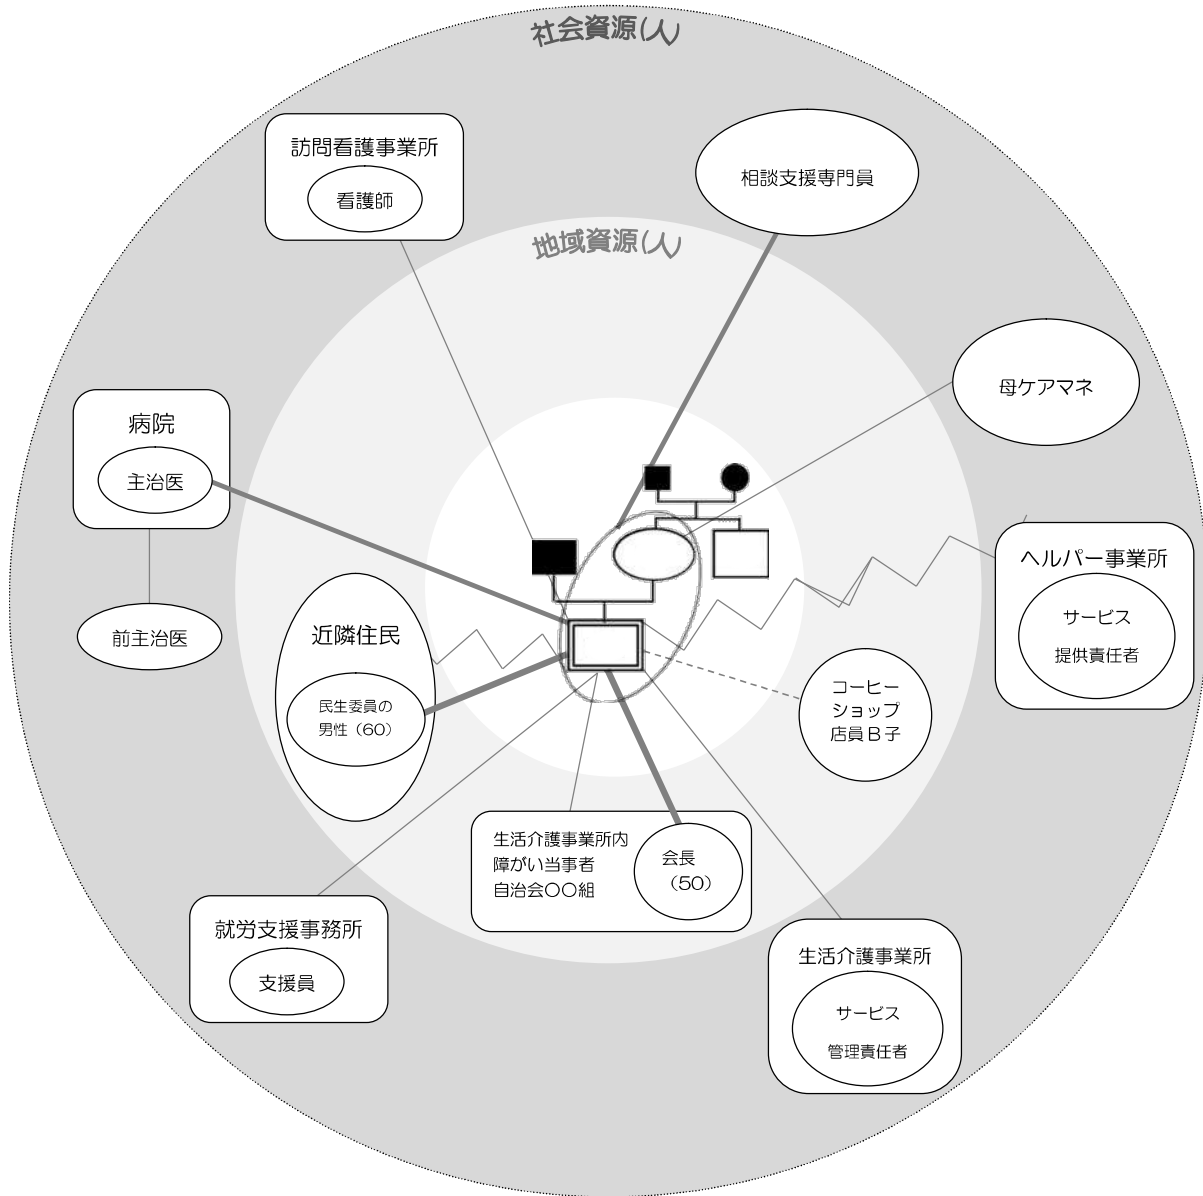 社会資源(人)
訪問看護事業所
看護師
相談支援専門員
地域資源(人)
母ケアマネ
病院
主治医
前主治医
ヘルパー事業所
サービス
提供責任者
近隣住民
民生委員の
男性（60）
コーヒー
ショップ
店員Ｂ子
生活介護事業所内
障がい当事者
自治会〇〇組
会長
（50）
就労支援事務所
支援員
生活介護事業所
サービス
管理責任者